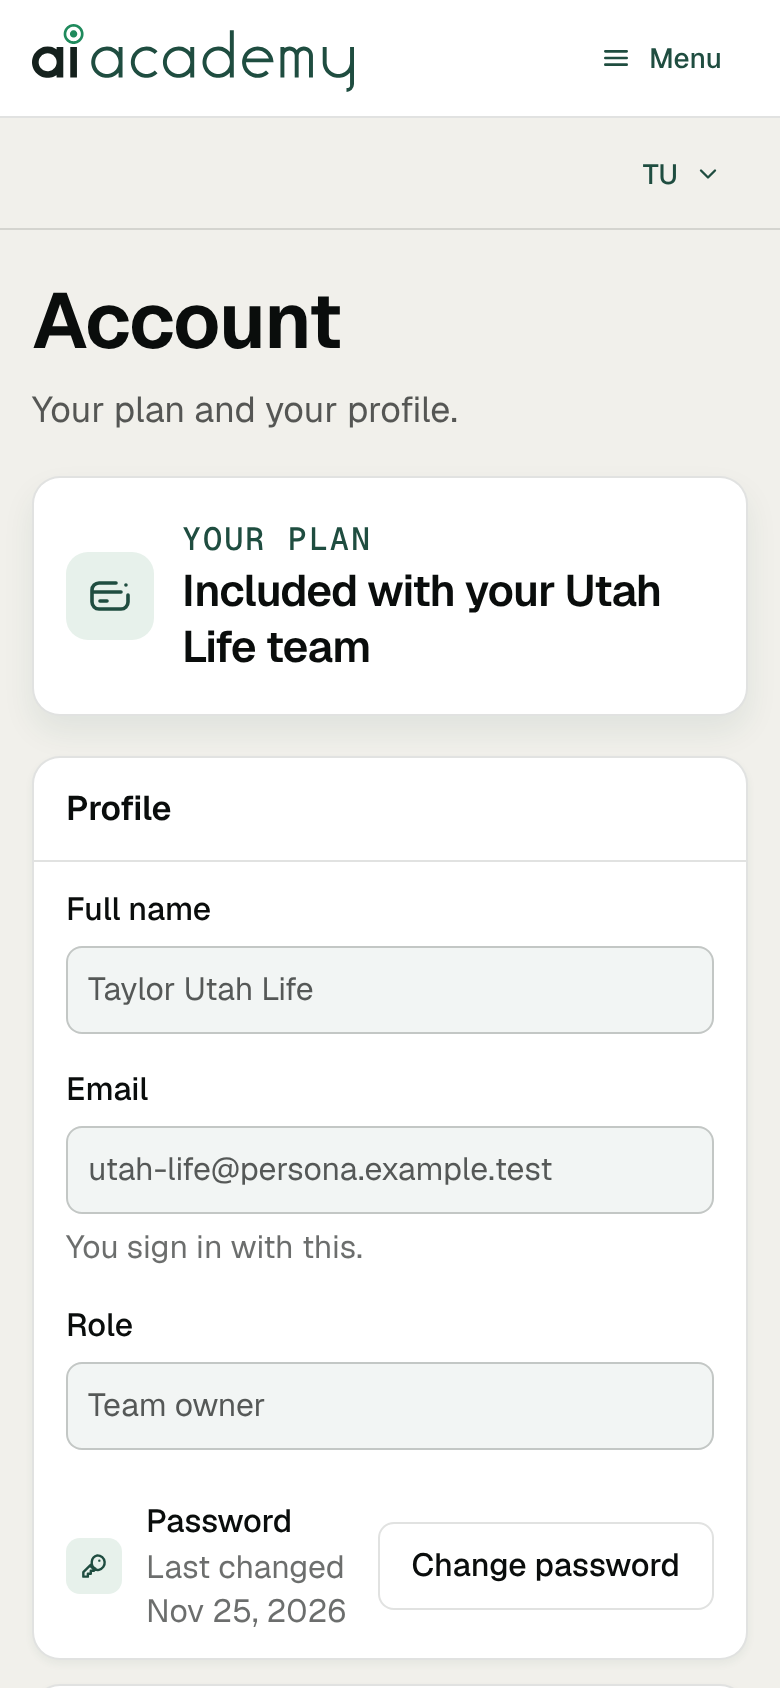 ai academy
Menu
TU
Account
Your plan and your profile.
YOUR PLAN
Included with your Utah
Life team
Profile
Full name
Taylor Utah Life
Email
utah-life@persona.example.test
You sign in with this.
Role
Team owner
Password
Last changed
Nov 25, 2026
Change password